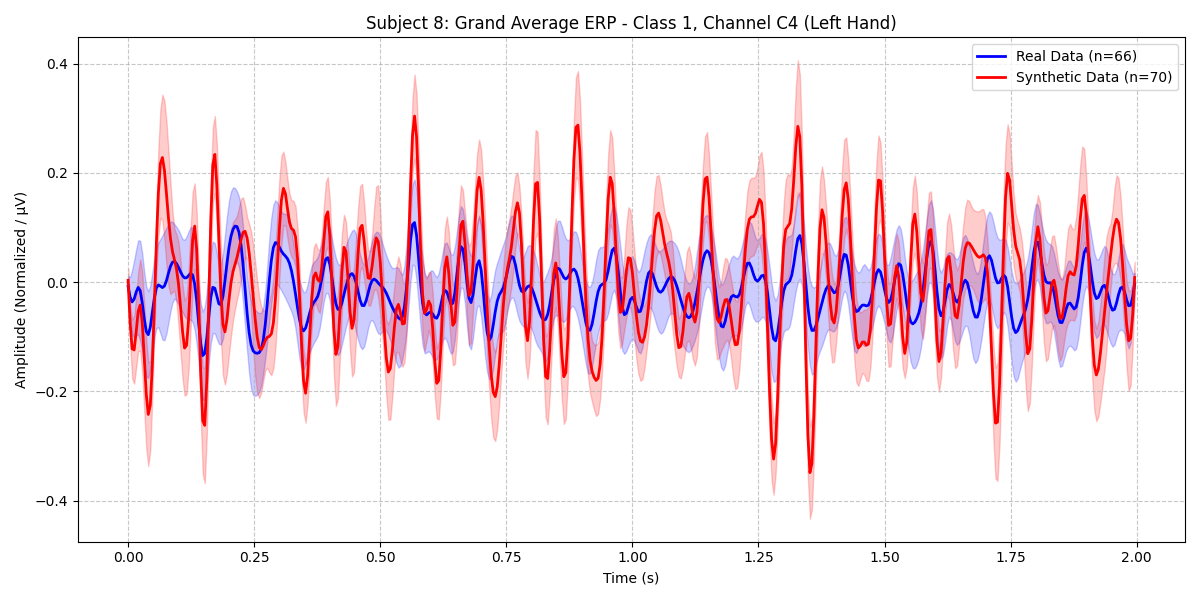 Subject 8: Grand Average ERP - Class 1, Channel C4 (Left Hand)
Real Data (n=66)
Synthetic Data (n=70)
Amplitude (Normalized / µV)
0.4
0.2
0.0
−0.2
−0.4
0.00 0.25 0.50 0.75 1.00 1.25 1.50 1.75 2.00
Time (s)